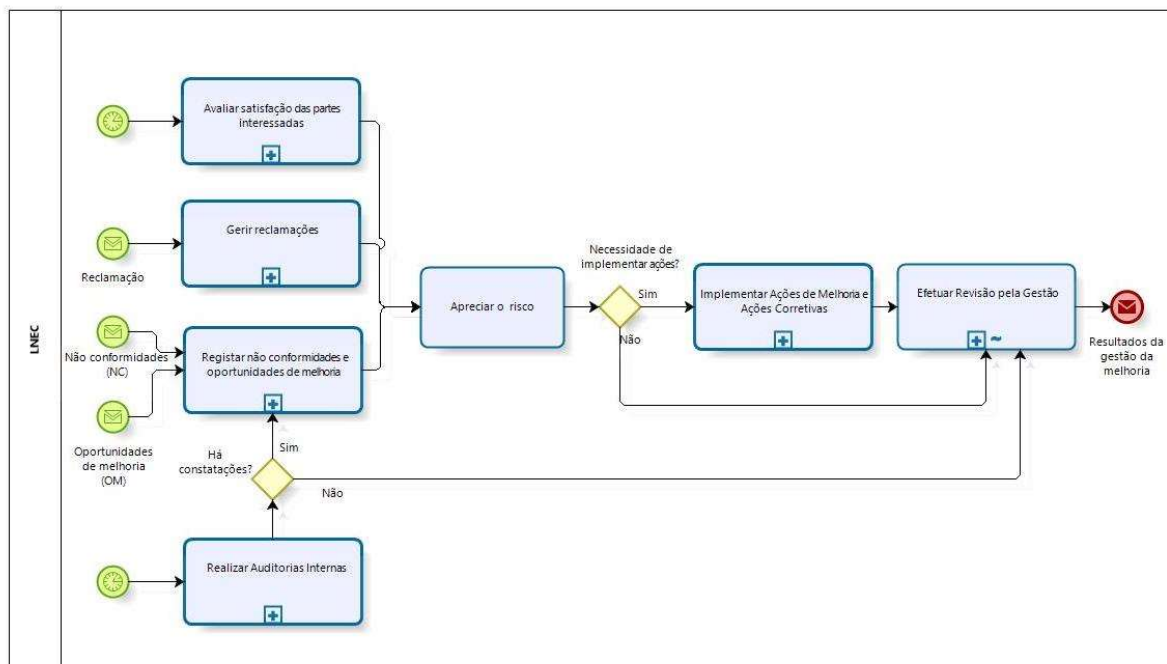 LNEC
Avaliar satisfação das partes
interessadas
Gerir reclamações
Reclamação
Não conformidades
(NC)
Registar não conformidades e
oportunidades de melhoria
Oportunidades
de melhoria
(OM)
Há
constatações?
Sim
Não
Realizar Auditorias Internas
Apreciar o risco
Necessidade de
implementar ações?
Sim
Não
Implementar Ações de Melhoria e
Ações Corretivas
Efetuar Revisão pela Gestão
Resultados da
gestão da
melhoria